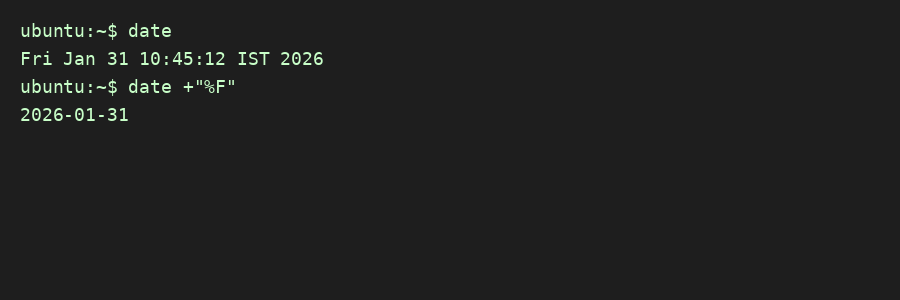 ubuntu:~$ date
Fri Jan 31 10:45:12 IST 2026
ubuntu:~$ date +"%F"
2026-01-31